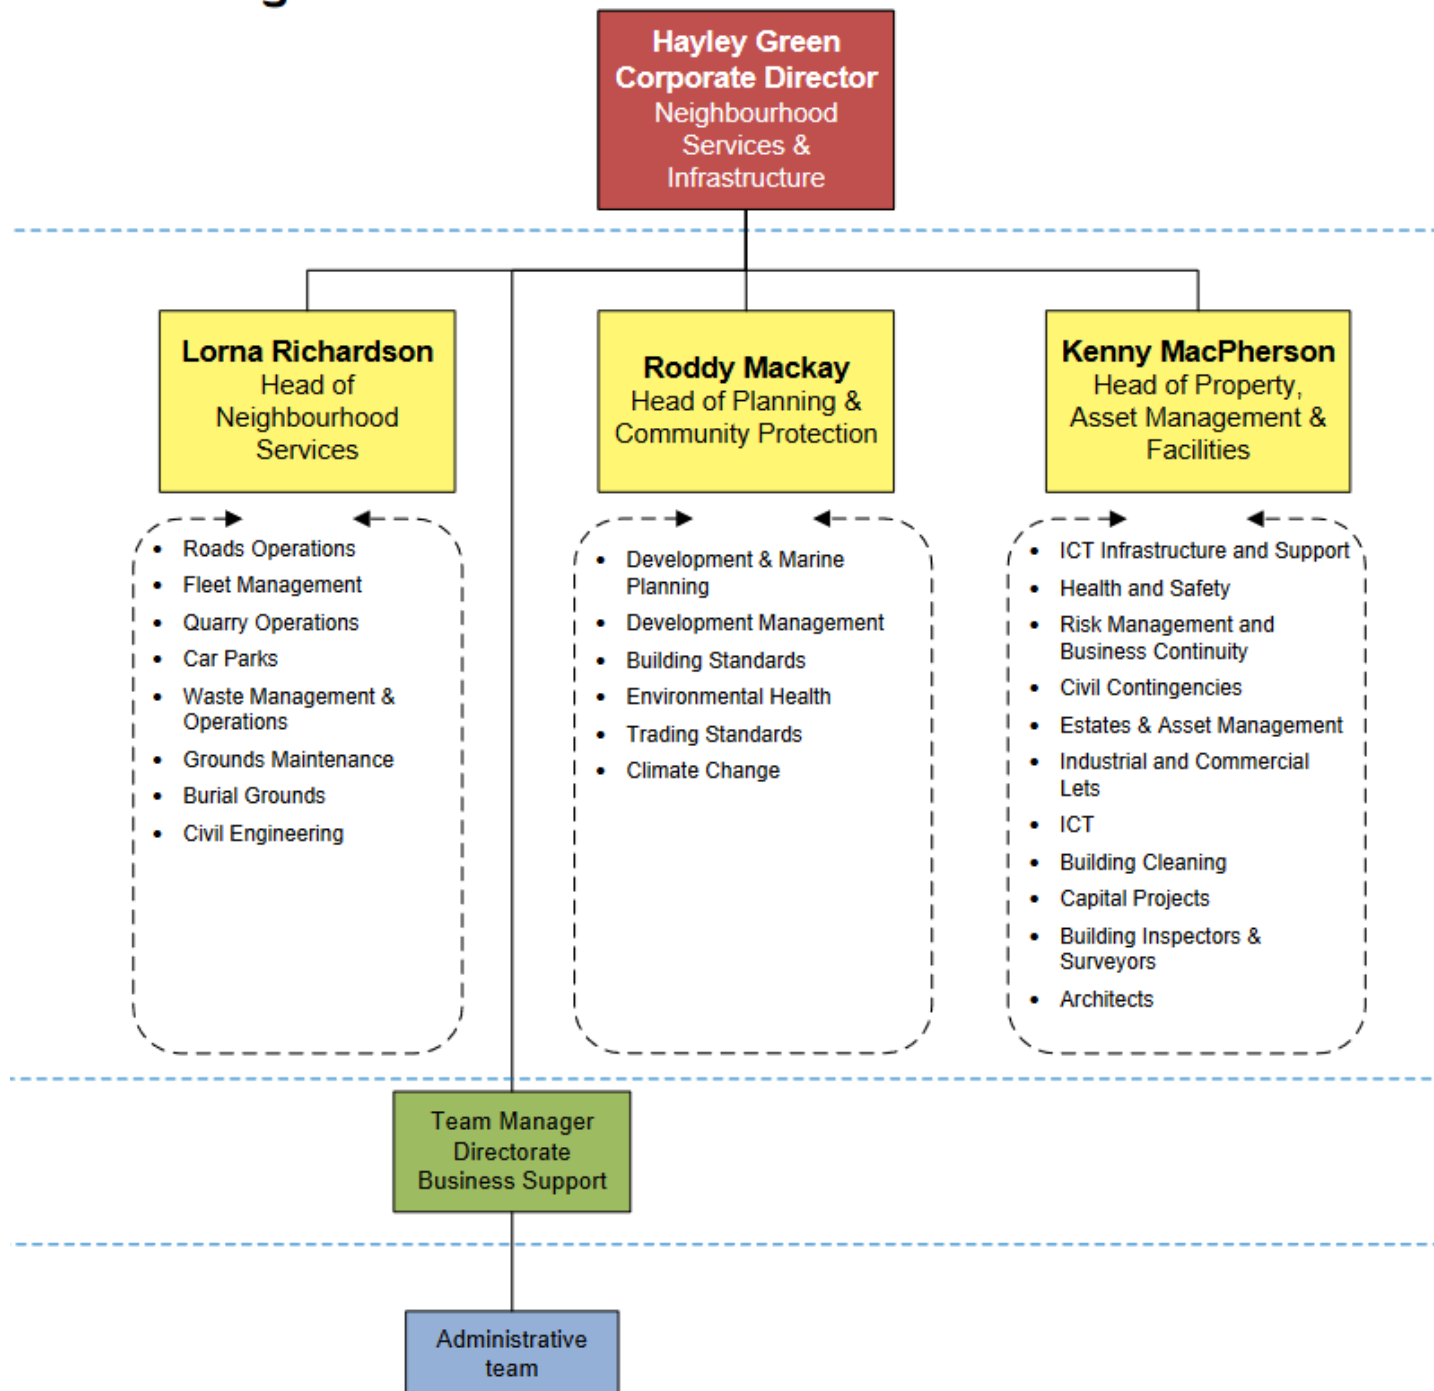 Hayley Green
Corporate Director
Neighbourhood
Services &
Infrastructure
Lorna Richardson
Head of
Neighbourhood
Services
Roddy Mackay
Head of Planning &
Community Protection
Kenny MacPherson
Head of Property,
Asset Management &
Facilities
• Roads Operations
• Fleet Management
• Quarry Operations
• Car Parks
• Waste Management &
Operations
• Grounds Maintenance
• Burial Grounds
• Civil Engineering
• Development & Marine
Planning
• Development Management
• Building Standards
• Environmental Health
• Trading Standards
• Climate Change
• ICT Infrastructure and Support
• Health and Safety
• Risk Management and
Business Continuity
• Civil Contingencies
• Estates & Asset Management
• Industrial and Commercial
Lets
• ICT
• Building Cleaning
• Capital Projects
• Building Inspectors &
Surveyors
• Architects
Team Manager
Directorate
Business Support
Administrative
team